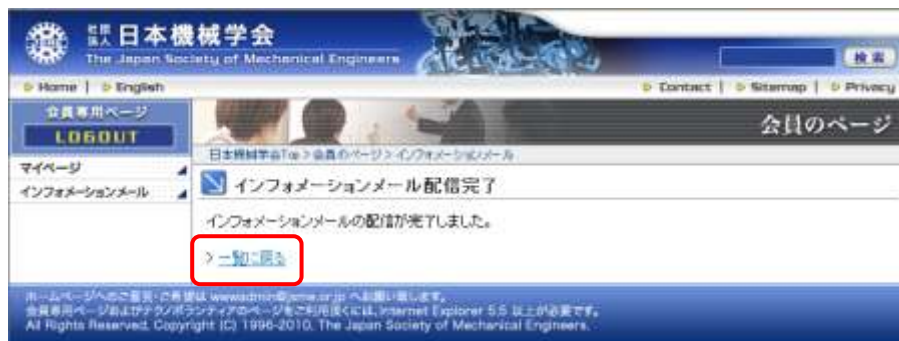 社団法人 日本機械学会
The Japan Society of Mechanical Engineers
検索
Home | English
Contact | Sitemap | Privacy
会員専用ページ
LOGOUT
会員のページ
日本機械学会Top > 会員のページ > インフォメーションメール
マイページ
インフォメーションメール
インフォメーションメール配信完了
インフォメーションメールの配信が完了しました。
> 一覧に戻る
ホームページへのご意見・ご希望は wwwadmin@jsme.or.jp へお願い致します。
会員専用ページおよびテクノボランティアのページをご利用頂くには、Internet Explorer 5.5 以上が必要です。
All Rights Reserved, Copyright (C) 1996-2010, The Japan Society of Mechanical Engineers.